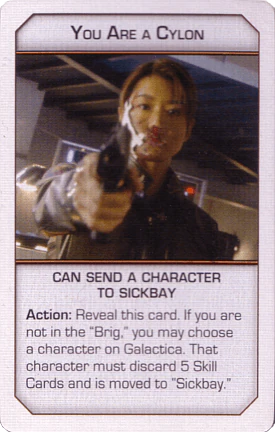 You Are a Cylon
CAN SEND A CHARACTER
TO SICKBAY
Action: Reveal this card. If you are
not in the "Brig," you may choose
a character on Galactica. That
character must discard 5 Skill
Cards and is moved to "Sickbay."